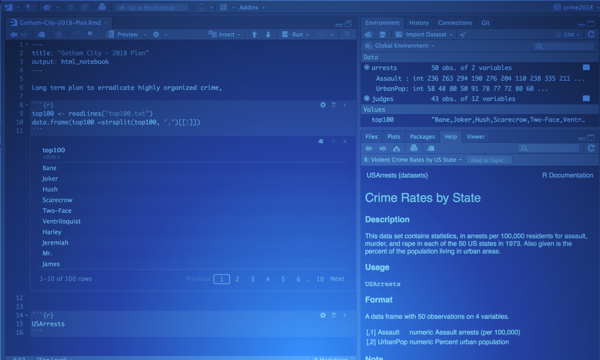 Go to file/function
Addins
crime2018
Gotham-City-2018-Plan.Rmd
Preview
Insert
Run
1 ---
2 title: "Gotham City - 2018 Plan"
3 output: html_notebook
4 ---
5
6 Long term plan to erradicate highly organized crime,
7
8 ```{r}
9 top100 <- readLines("top100.txt")
10 data.frame(top100 =strsplit(top100, ",")[[1]])
11 ```
top100
Bane
Joker
Hush
Scarecrow
Two-Face
Ventriloquist
Harley
Jeremiah
Mr.
James
1-10 of 100 rows
Previous 1 2 3 4 5 6 .. 10 Next
12
13
14 ```{r}
15 USArrests
16 ```
Environment History Connections Git
Import Dataset
List
Global Environment
Data
arrests 50 obs. of 2 variables
Assault : int 236 263 294 190 276 204 110 238 335 211 ...
UrbanPop: int 58 48 80 50 91 78 77 72 80 60 ...
judges 43 obs. of 12 variables
Values
top100 "Bane,Joker,Hush,Scarecrow,Two-Face,Ventr...
Files Plots Packages Help Viewer
R: Violent Crime Rates by US State
Find in Topic
USArrests {datasets} R Documentation
Crime Rates by State
Description
This data set contains statistics, in arrests per 100,000 residents for assault,
murder, and rape in each of the 50 US states in 1973. Also given is the
percent of the population living in urban areas.
Usage
USArrests
Format
A data frame with 50 observations on 4 variables.
[,1] Assault numeric Assault arrests (per 100,000)
[,2] UrbanPop numeric Percent urban population
Note